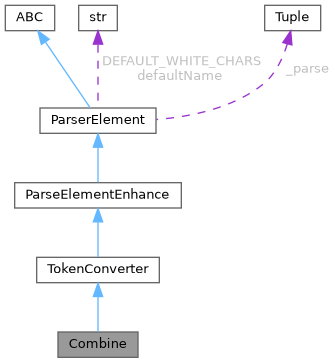 ABC
str
Tuple
DEFAULT_WHITE_CHARS
defaultName
_parse
ParserElement
ParseElementEnhance
TokenConverter
Combine